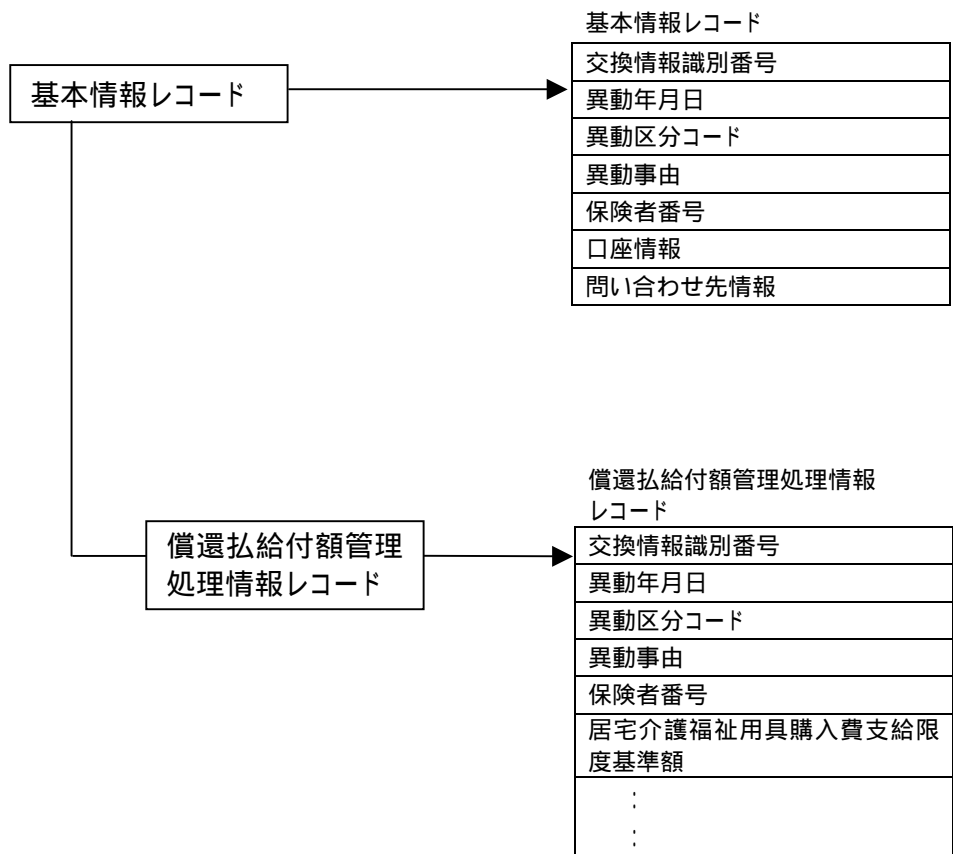 基本情報レコード
基本情報レコード
交換情報識別番号
異動年月日
異動区分コード
異動事由
保険者番号
口座情報
問い合わせ先情報
償還払給付額管理
処理情報レコード
償還払給付額管理処理情報
レコード
交換情報識別番号
異動年月日
異動区分コード
異動事由
保険者番号
居宅介護福祉用具購入費支給限
度基準額
:
: